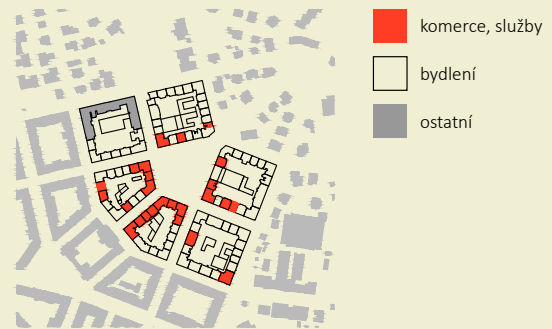 komerce, služby
bydlení
ostatní